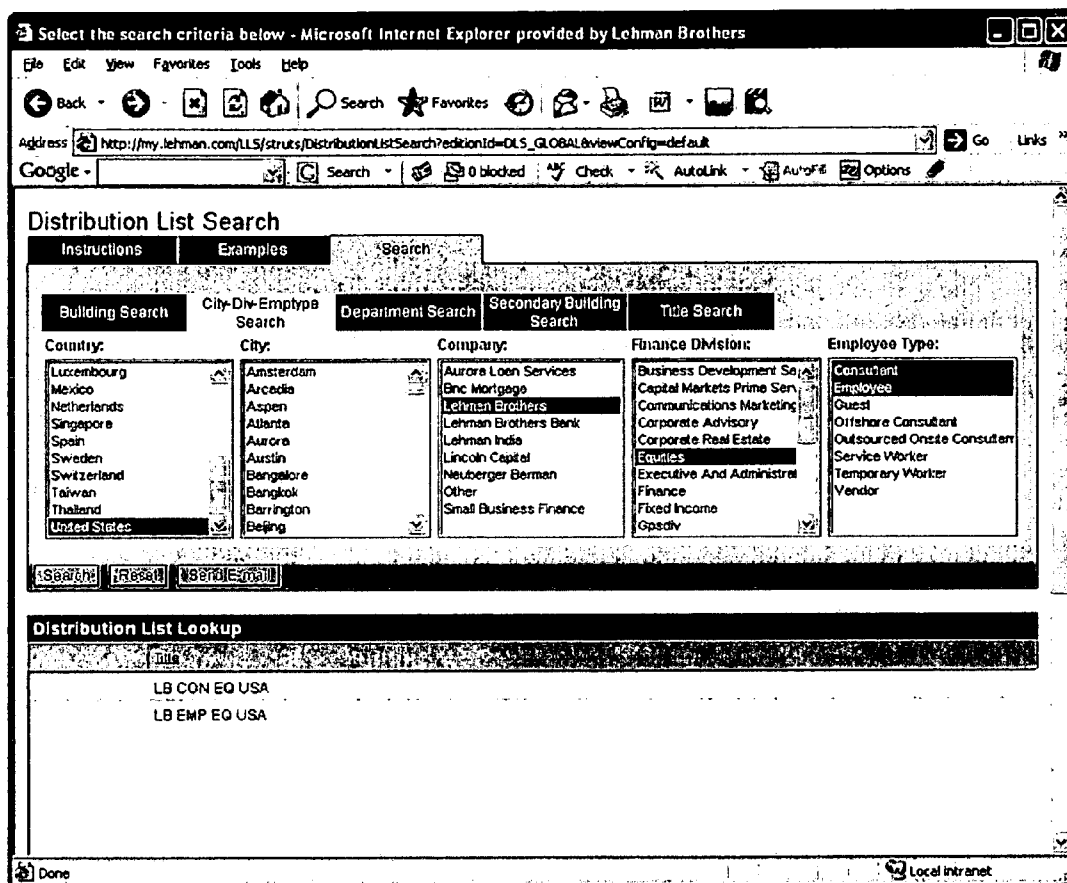 Select the search criteria below - Microsoft Internet Explorer provided by Lehman Brothers
File Edit View Favorites Tools Help
Back Search Favorites
Address http://my.lehman.com/LLS/struts/DistributionListSearch?editionId=DLS_GLOBAL&viewConfig=default Go Links »
Google Search 0 blocked ABC Check AutoLink AutoFill Options
Distribution List Search
Instructions Examples Search
Building Search City-Div-Emptype Search Department Search Secondary Building Search Title Search
Country: City: Company: Finance Division: Employee Type:
Luxembourg Amsterdam Aurora Loan Services Business Development Se Consultant
Mexico Arcadia Bnc Mortgage Capital Markets Prime Serv Employee
Netherlands Aspen Lehman Brothers Communications Marketing Guest
Singapore Atlanta Lehman Brothers Bank Corporate Advisory Offshore Consultant
Spain Aurora Lehman India Corporate Real Estate Outsourced Onsite Consultan
Sweden Austin Lincoln Capital Equities Service Worker
Switzerland Bangalore Neuberger Berman Executive And Administrat Temporary Worker
Taiwan Bangkok Other Finance Vendor
Thailand Barrington Small Business Finance Fixed Income
United States Beijing Gpsdiv
Search Reset Send E-mail
Distribution List Lookup
Title
LB CON EQ USA
LB EMP EQ USA
Done Local intranet